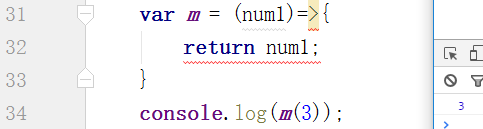 31 var m = (num1)=>{
32 return num1;
33 }
34 console.log(m(3));
3
>